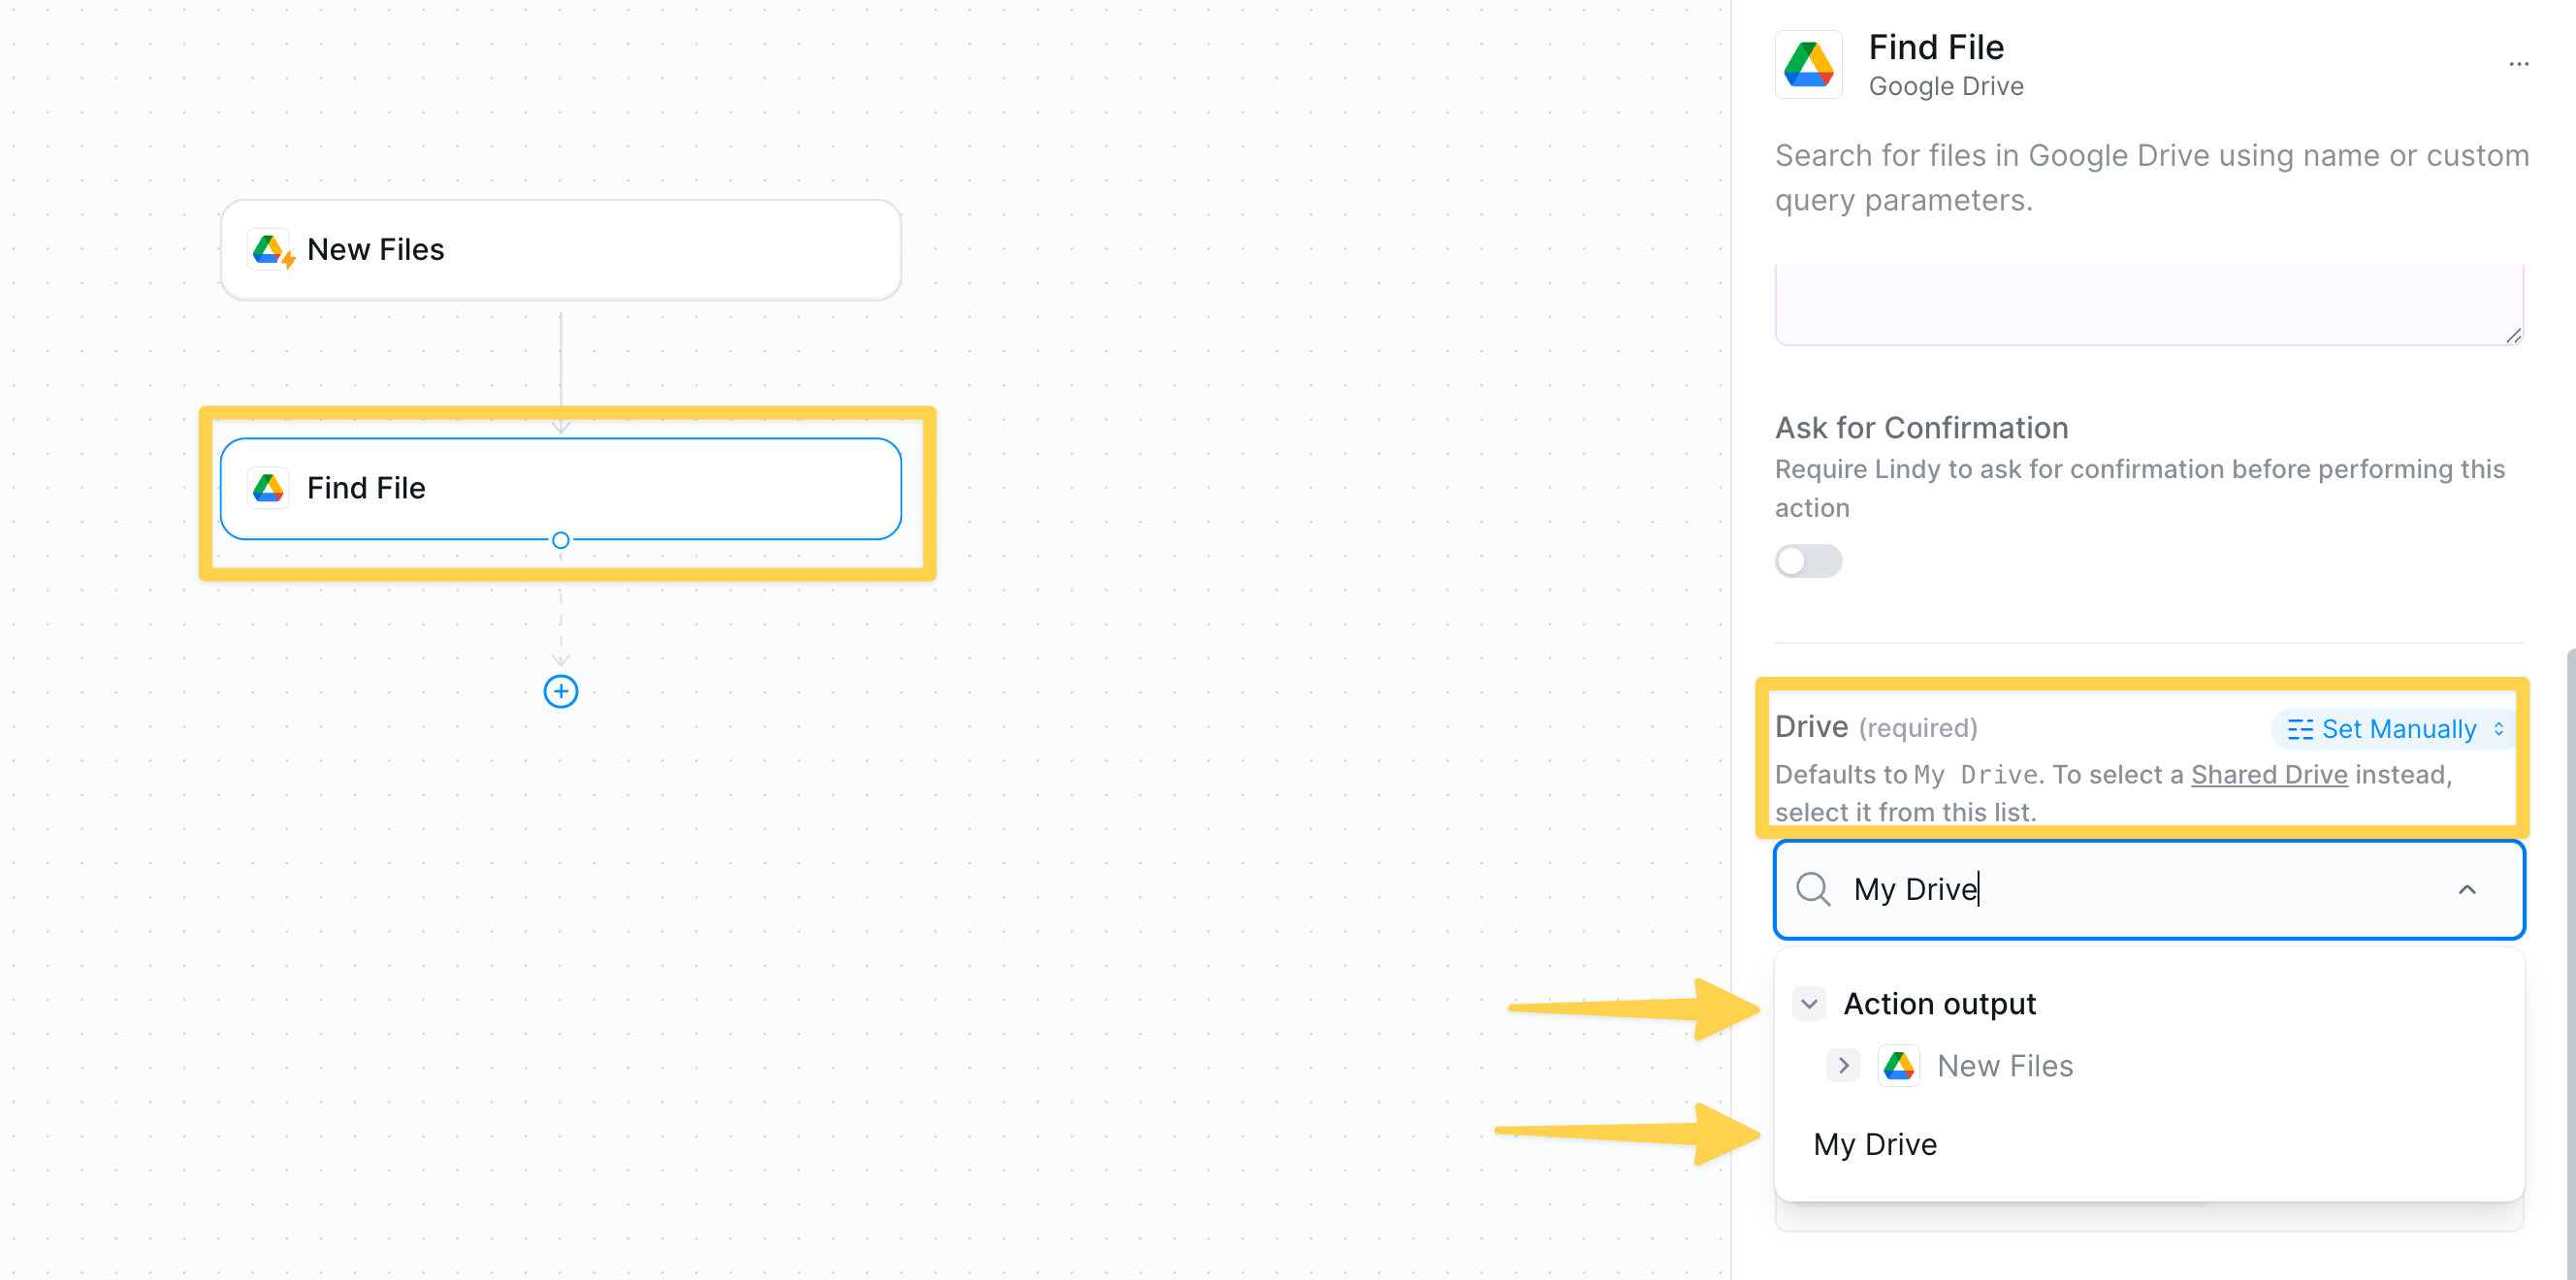 New Files
Find File
Find File
Google Drive
...
Search for files in Google Drive using name or custom
query parameters.
Ask for Confirmation
Require Lindy to ask for confirmation before performing this
action
Drive (required)
Set Manually
Defaults to My Drive. To select a Shared Drive instead,
select it from this list.
My Drive
Action output
New Files
My Drive